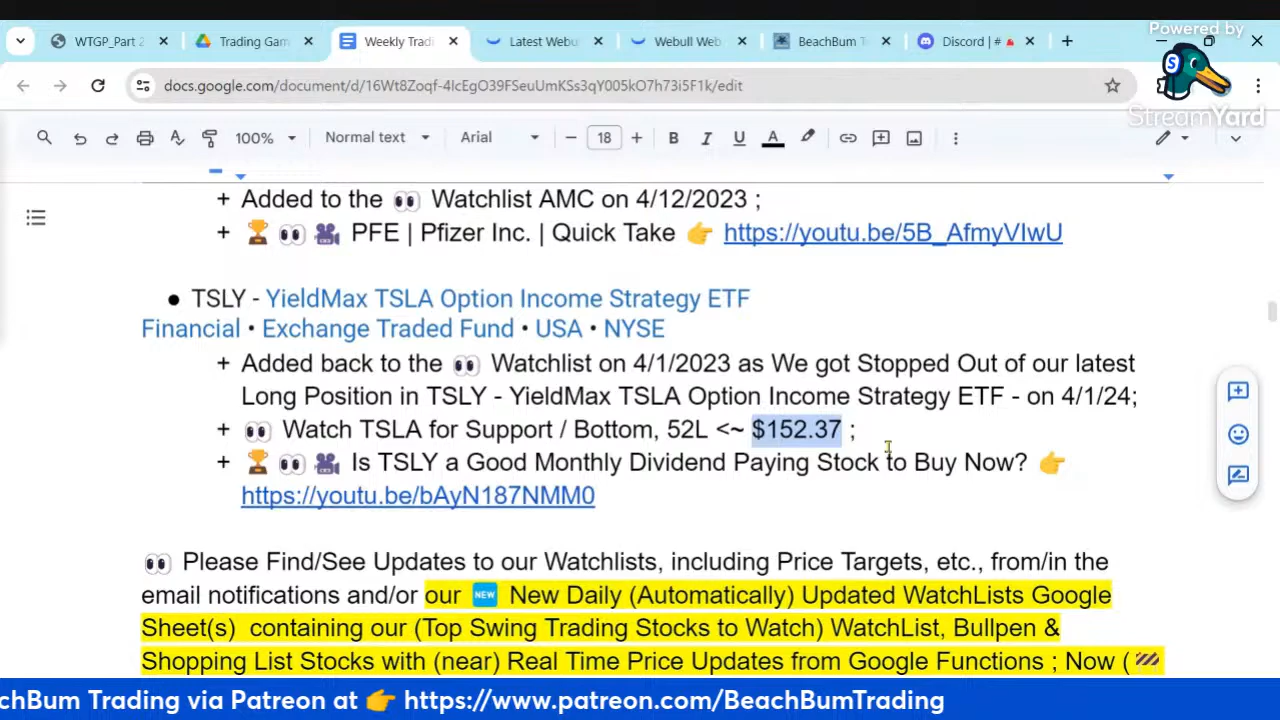 Powered by
StreamYard
WTGP_Part 2
Trading Gam
Weekly Tradi
Latest Webu
Webull Web
BeachBum T
Discord | #
docs.google.com/document/d/16Wt8Zoqf-4IcEgO39FSeuUmKSs3qY005kO7h73i5F1k/edit
100% Normal text Arial 18 B I U A
+ Added to the 👀 Watchlist AMC on 4/12/2023 ;
+ 🏆 👀 🎥 PFE | Pfizer Inc. | Quick Take 👉 https://youtu.be/5B_AfmyVIwU
● TSLY - YieldMax TSLA Option Income Strategy ETF
Financial • Exchange Traded Fund • USA • NYSE
+ Added back to the 👀 Watchlist on 4/1/2023 as We got Stopped Out of our latest
Long Position in TSLY - YieldMax TSLA Option Income Strategy ETF - on 4/1/24;
+ 👀 Watch TSLA for Support / Bottom, 52L <~ $152.37 ;
+ 🏆 👀 🎥 Is TSLY a Good Monthly Dividend Paying Stock to Buy Now? 👉
https://youtu.be/bAyN187NMM0
👀 Please Find/See Updates to our Watchlists, including Price Targets, etc., from/in the
email notifications and/or our 🆕 New Daily (Automatically) Updated WatchLists Google
Sheet(s) containing our (Top Swing Trading Stocks to Watch) WatchList, Bullpen &
Shopping List Stocks with (near) Real Time Price Updates from Google Functions ; Now ( 🚧
chBum Trading via Patreon at 👉 https://www.patreon.com/BeachBumTrading